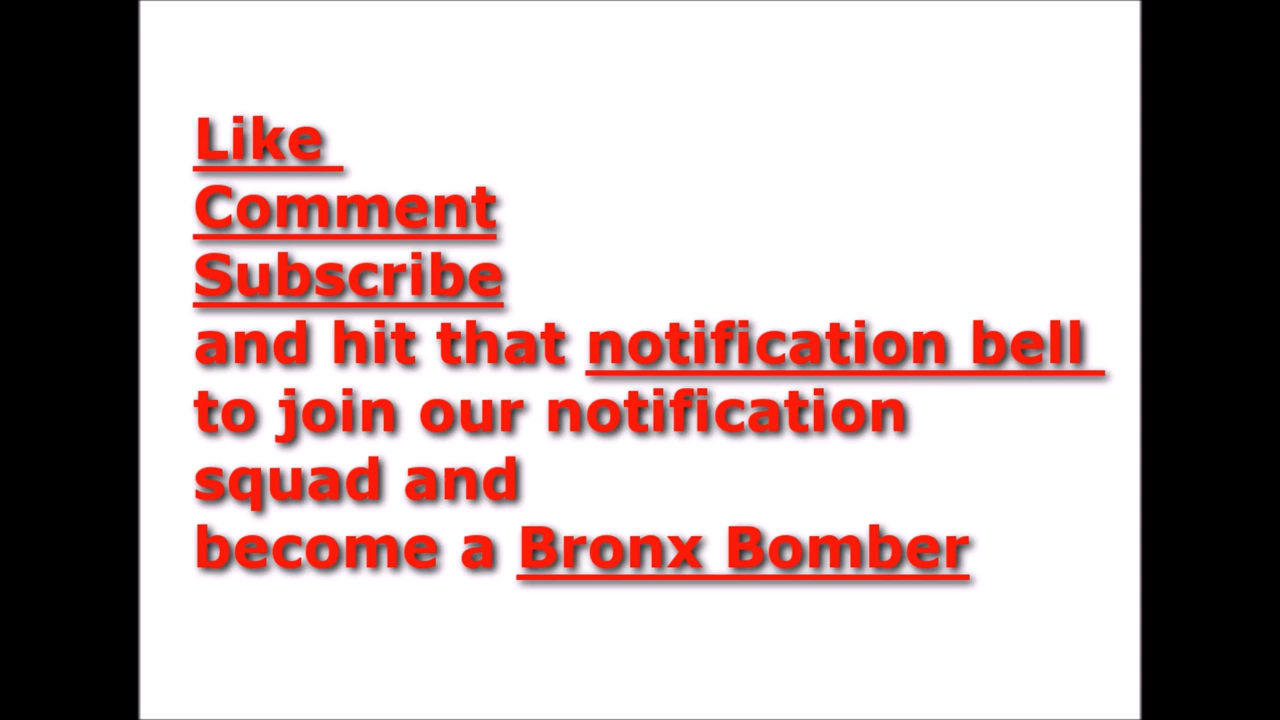 Like
Comment
Subscribe
and hit that notification bell
to join our notification
squad and
become a Bronx Bomber